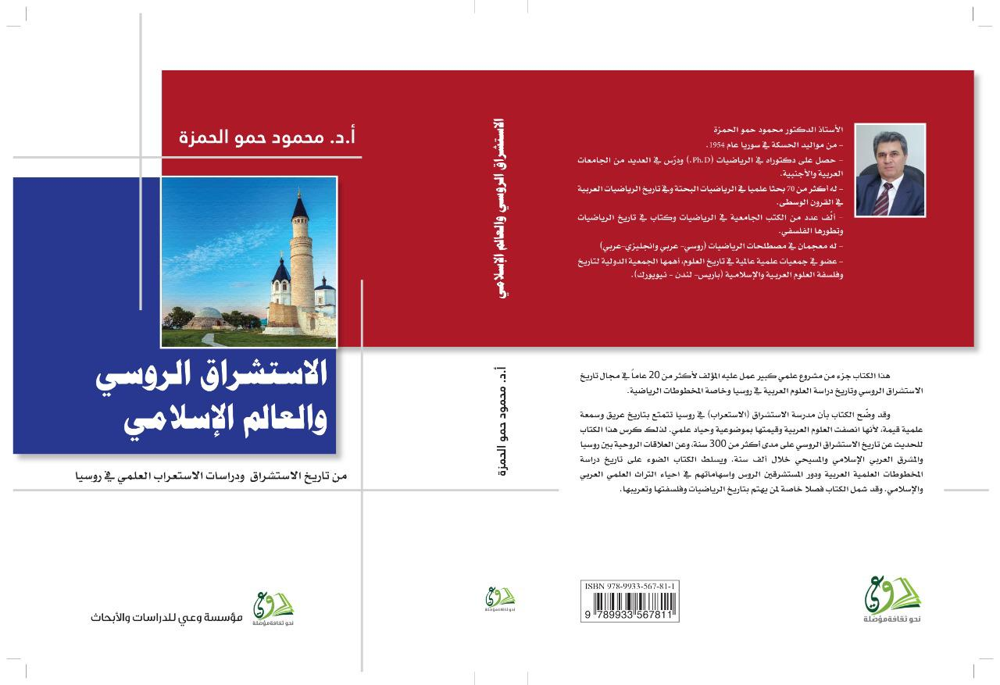 أ.د. محمود حمو الحمزة
الاستشراق الروسي
والعالم الإسلامي
من تاريخ الاستشراق ودراسات الاستعراب العلمي في روسيا
مؤسسة وعي للدراسات والأبحاث
وعي
نحو ثقافة مؤصلة
الاستشراق الروسي والعالم الإسلامي
أ.د. محمود حمو الحمزة
وعي
نحو ثقافة مؤصلة
الأستاذ الدكتور محمود حمو الحمزة
- من مواليد الحسكة في سوريا عام 1954.
- حصل على دكتوراه في الرياضيات (Ph.D.) ودرّس في العديد من الجامعات
العربية والأجنبية.
- له أكثر من 70 بحثا علميا في الرياضيات البحتة وفي تاريخ الرياضيات العربية
في القرون الوسطى.
- ألّف عدد من الكتب الجامعية في الرياضيات وكتاب في تاريخ الرياضيات
وتطورها الفلسفي.
- له معجمان في مصطلحات الرياضيات (روسي- عربي وانجليزي-عربي)
- عضو في جمعيات علمية عالمية في تاريخ العلوم، أهمها الجمعية الدولية لتاريخ
وفلسفة العلوم العربية والإسلامية (باريس- لندن - نيويورك).
هذا الكتاب جزء من مشروع علمي كبير عمل عليه المؤلف لأكثر من 20 عاماً في مجال تاريخ
الاستشراق الروسي وتاريخ دراسة العلوم العربية في روسيا وخاصة المخطوطات الرياضية.
وقد وضّح الكتاب بأن مدرسة الاستشراق (الاستعراب) في روسيا تتمتع بتاريخ عريق وسمعة
علمية قيمة، لأنها انصفت العلوم العربية وقيمتها بموضوعية وحياد علمي. لذلك كرس هذا الكتاب
للحديث عن تاريخ الاستشراق الروسي على مدى أكثر من 300 سنة، وعن العلاقات الروحية بين روسيا
والمشرق العربي الإسلامي والمسيحي خلال ألف سنة. ويسلط الكتاب الضوء على تاريخ دراسة
المخطوطات العلمية العربية ودور المستشرقين الروس واسهاماتهم في احياء التراث العلمي العربي
والإسلامي. وقد شمل الكتاب فصلا خاصة لمن يهتم بتاريخ الرياضيات وفلسفتها وتعريبها.
ISBN 978-9933-567-81-1
9 789933 567811
وعي
نحو ثقافة مؤصلة